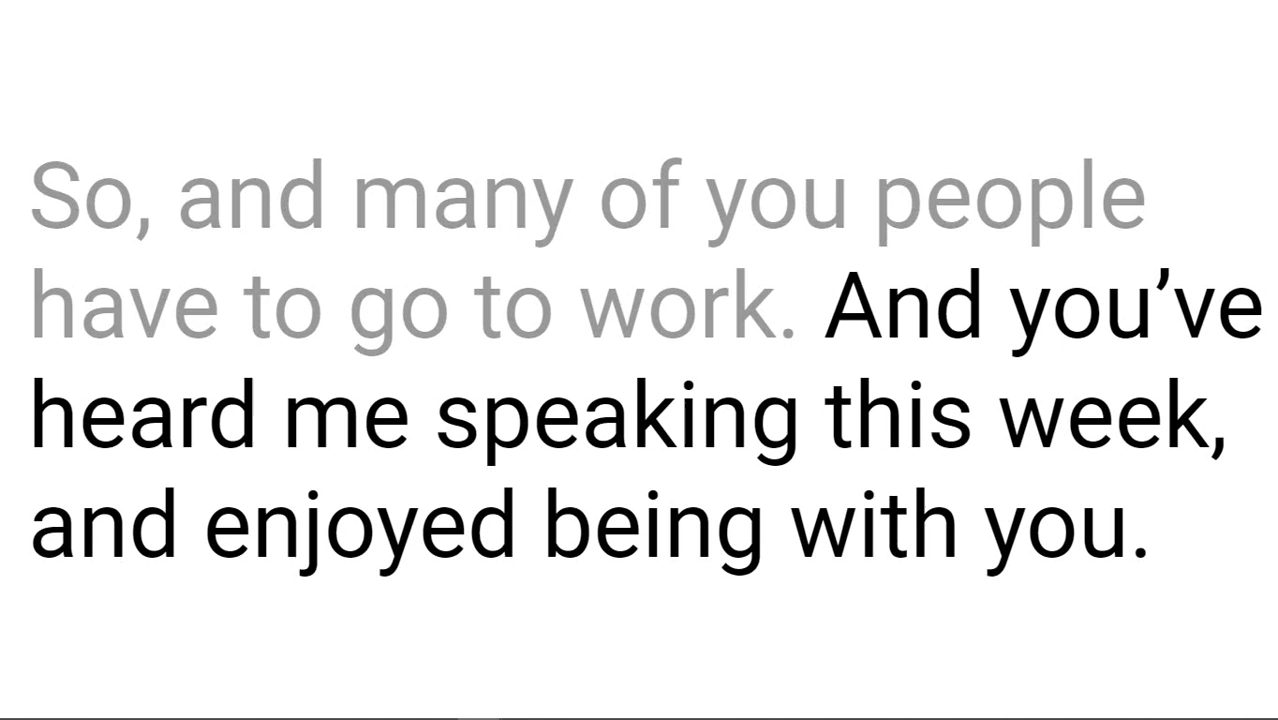 So, and many of you people
have to go to work. And you’ve
heard me speaking this week,
and enjoyed being with you.